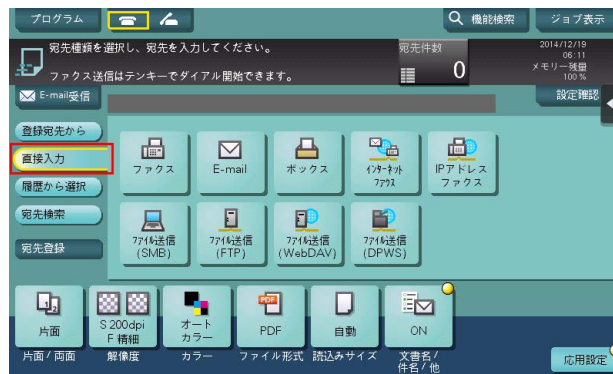 プログラム
機能検索
ジョブ表示
宛先種類を選択し、宛先を入力してください。
ファクス送信はテンキーでダイアル開始できます。
宛先件数
0
2014/12/19
06:11
メモリー残量
100%
E-mail受信
設定確認
登録宛先から
直接入力
履歴から選択
宛先検索
宛先登録
ファクス
E-mail
ボックス
インターネット
ファクス
IPアドレス
ファクス
ファイル送信
(SMB)
ファイル送信
(FTP)
ファイル送信
(WebDAV)
ファイル送信
(DPWS)
片面
S 200dpi
F 精細
オート
カラー
PDF
PDF
自動
ON
片面/両面
解像度
カラー
ファイル形式
読込みサイズ
文書名/
件名/他
応用設定